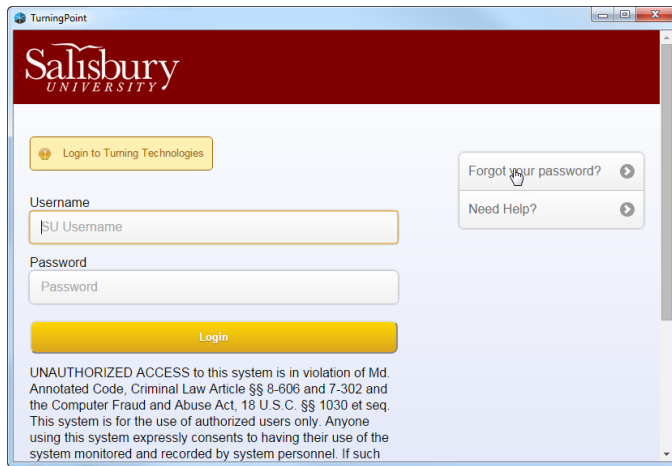 TurningPoint
Salisbury
UNIVERSITY
Login to Turning Technologies
Forgot your password?
Need Help?
Username
SU Username
Password
Password
Login
UNAUTHORIZED ACCESS to this system is in violation of Md.
Annotated Code, Criminal Law Article §§ 8-606 and 7-302 and
the Computer Fraud and Abuse Act, 18 U.S.C. §§ 1030 et seq.
This system is for the use of authorized users only. Anyone
using this system expressly consents to having their use of the
system monitored and recorded by system personnel. If such